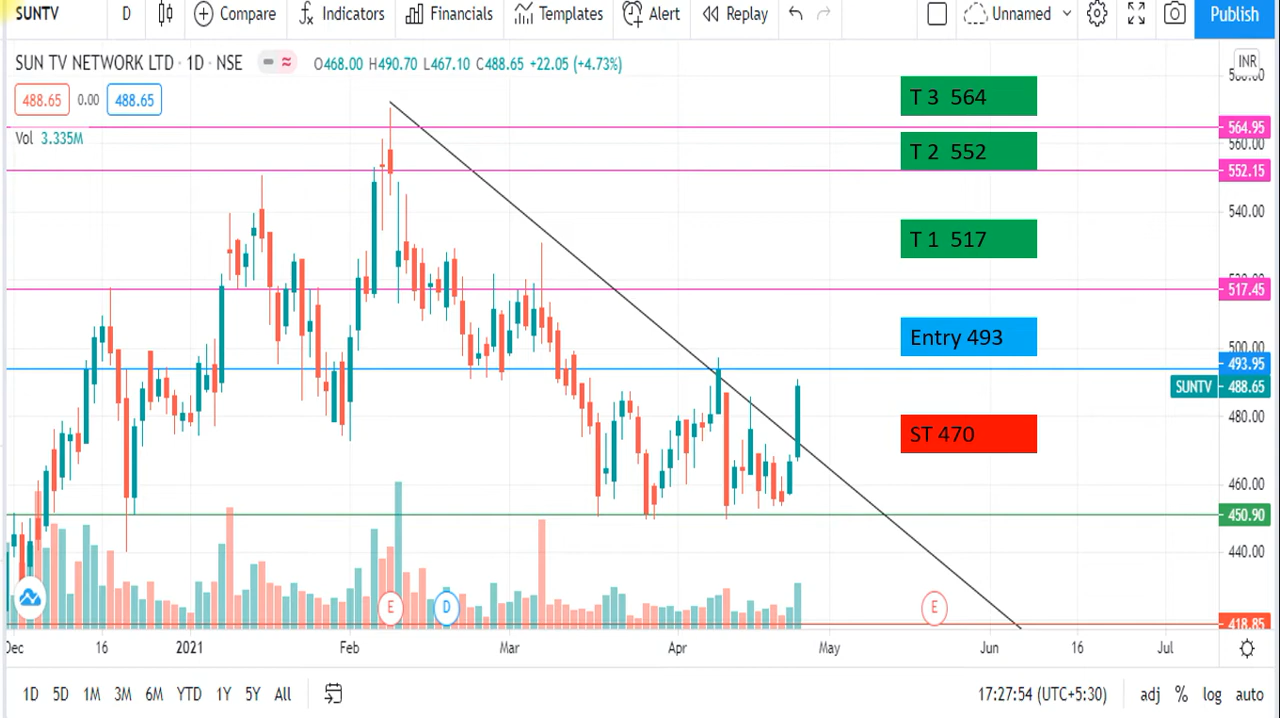 SUNTV D Compare Indicators Financials Templates Alert Replay Unnamed Publish
SUN TV NETWORK LTD · 1D · NSE O468.00 H490.70 L467.10 C488.65 +22.05 (+4.73%) INR
488.65 0.00 488.65
Vol 3.335M
T 3 564
564.95
560.00
T 2 552
552.15
540.00
T 1 517
517.45
Entry 493
500.00
493.95
SUNTV 488.65
480.00
ST 470
460.00
450.90
440.00
E D E
418.85
Dec 16 2021 Feb Mar Apr May Jun 16 Jul
1D 5D 1M 3M 6M YTD 1Y 5Y All 17:27:54 (UTC+5:30) adj % log auto